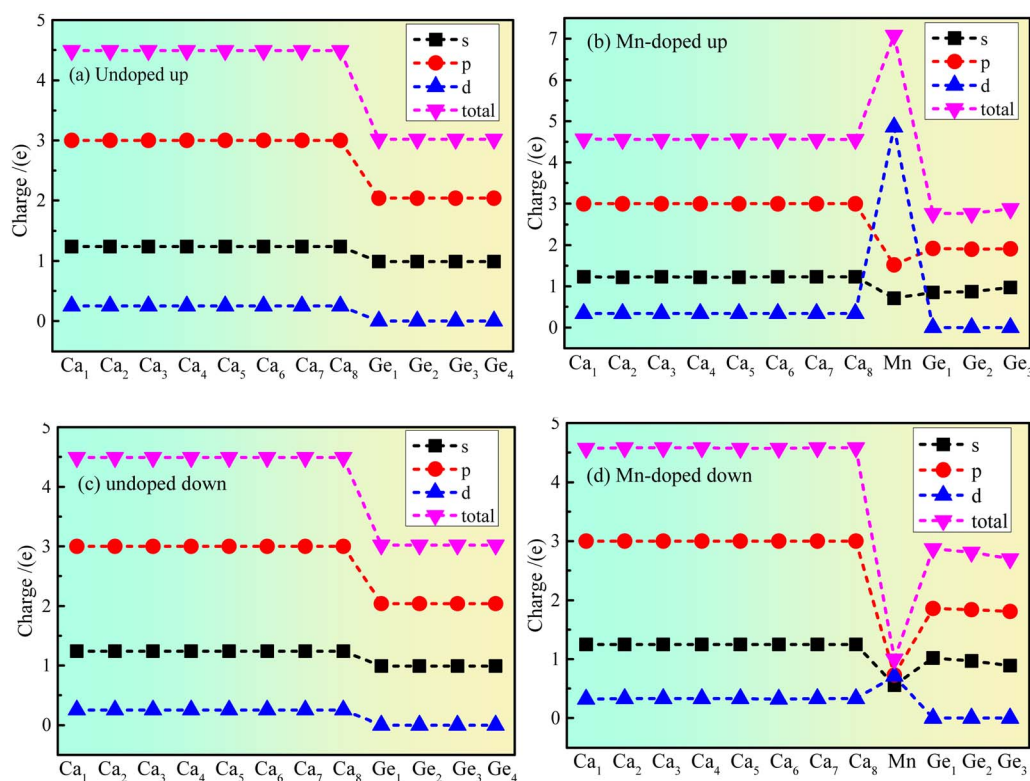 (a) Undoped up
s
p
d
total
Charge /(e)
5
4
3
2
1
0
Ca1 Ca2 Ca3 Ca4 Ca5 Ca6 Ca7 Ca8 Ge1 Ge2 Ge3 Ge4
(b) Mn-doped up
s
p
d
total
Charge /(e)
7
6
5
4
3
2
1
0
Ca1 Ca2 Ca3 Ca4 Ca5 Ca6 Ca7 Ca8 Mn Ge1 Ge2 Ge3
(c) undoped down
s
p
d
total
Charge /(e)
5
4
3
2
1
0
Ca1 Ca2 Ca3 Ca4 Ca5 Ca6 Ca7 Ca8 Ge1 Ge2 Ge3 Ge4
(d) Mn-doped down
s
p
d
total
Charge /(e)
5
4
3
2
1
0
Ca1 Ca2 Ca3 Ca4 Ca5 Ca6 Ca7 Ca8 Mn Ge1 Ge2 Ge3